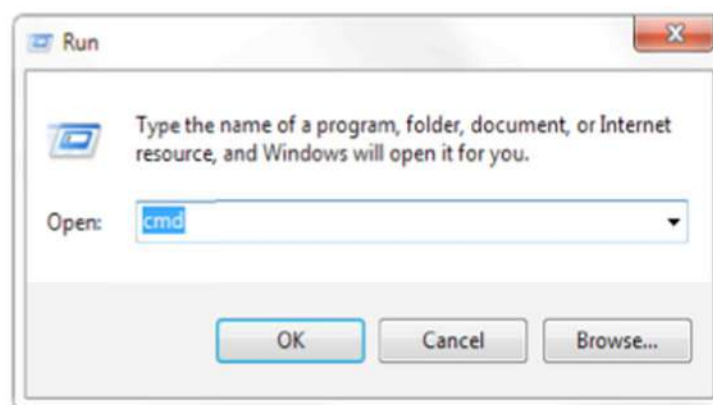 Run
Type the name of a program, folder, document, or Internet
resource, and Windows will open it for you.
Open: cmd
OK Cancel Browse...